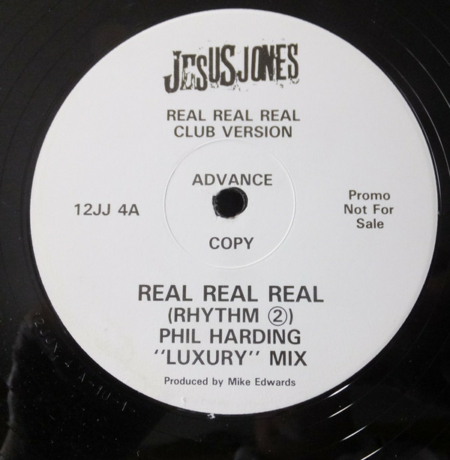 JESUS JONES
REAL REAL REAL
CLUB VERSION
ADVANCE
12JJ 4A
Promo
Not For
Sale
COPY
REAL REAL REAL
(RHYTHM ②)
PHIL HARDING
"LUXURY" MIX
Produced by Mike Edwards